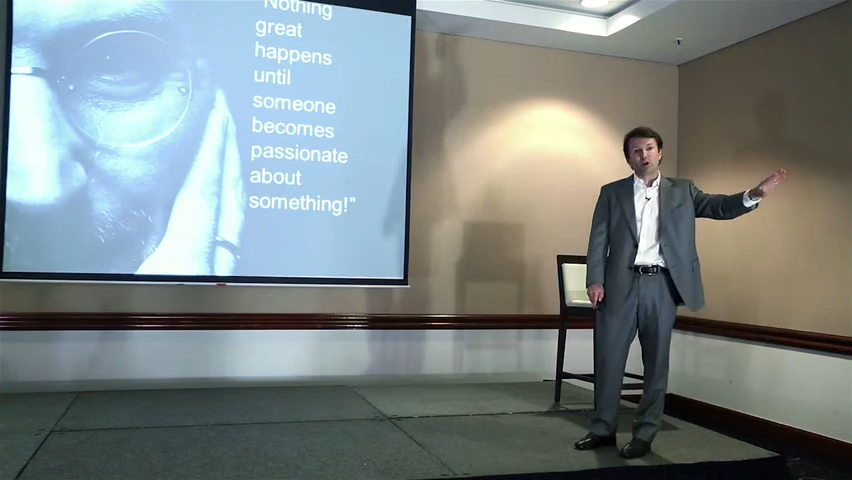 "Nothing
great
happens
until
someone
becomes
passionate
about
something!”